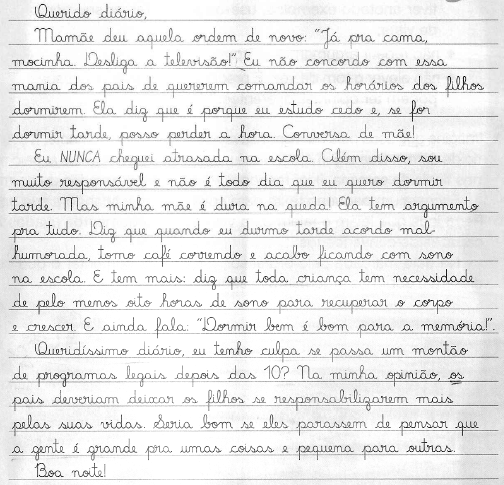 Querido diário,
Mamãe deu aquela ordem de novo: "Já pra cama,
mocinha. Desliga a televisão!" Eu não concordo com essa
mania dos pais de quererem comandar os horários dos filhos
dormirem. Ela diz que é porque eu estudo cedo e, se for
dormir tarde, posso perder a hora. Conversa de mãe!
Eu NUNCA cheguei atrasada na escola. Além disso, sou
muito responsável e não é todo dia que eu quero dormir
tarde. Mas minha mãe é dura na queda! Ela tem argumento
pra tudo. Diz que quando eu durmo tarde acordo mal-
humorada, tomo café correndo e acabo ficando com sono
na escola. E tem mais: diz que toda criança tem necessidade
de pelo menos oito horas de sono para recuperar o corpo
e crescer. E ainda fala: "Dormir bem é bom para a memória!".
Queridíssimo diário, eu tenho culpa se passa um montão
de programas legais depois das 10? Na minha opinião, os
pais deveriam deixar os filhos se responsabilizarem mais
pelas suas vidas. Seria bom se eles parassem de pensar que
a gente é grande pra umas coisas e pequena para outras.
Boa noite!